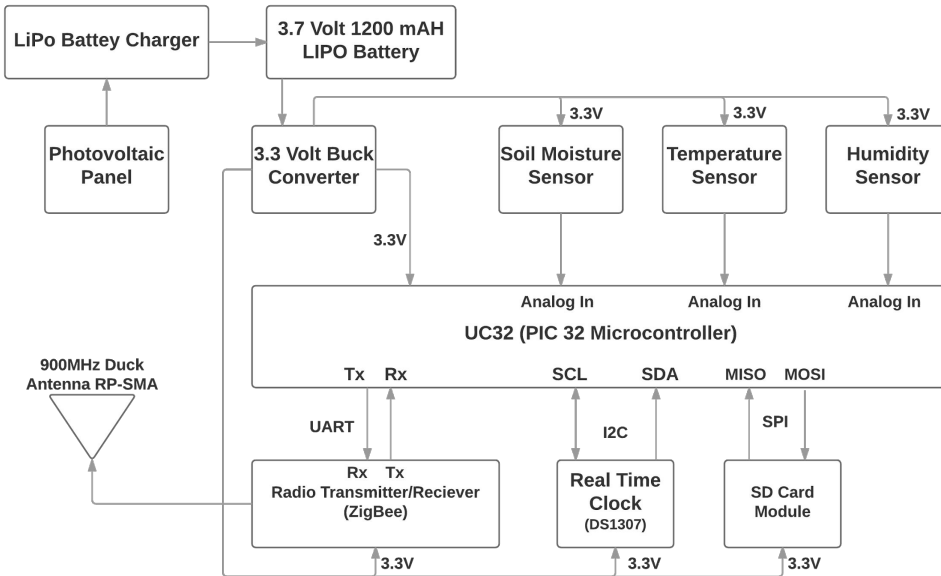 LiPo Battey Charger
3.7 Volt 1200 mAH
LIPO Battery
3.3V
3.3V
3.3V
Photovoltaic
Panel
3.3 Volt Buck
Converter
Soil Moisture
Sensor
Temperature
Sensor
Humidity
Sensor
3.3V
Analog In
Analog In
Analog In
UC32 (PIC 32 Microcontroller)
900MHz Duck
Antenna RP-SMA
Tx
Rx
SCL
SDA
MISO
MOSI
UART
I2C
SPI
Rx
Tx
Radio Transmitter/Reciever
(ZigBee)
Real Time
Clock
(DS1307)
SD Card
Module
3.3V
3.3V
3.3V